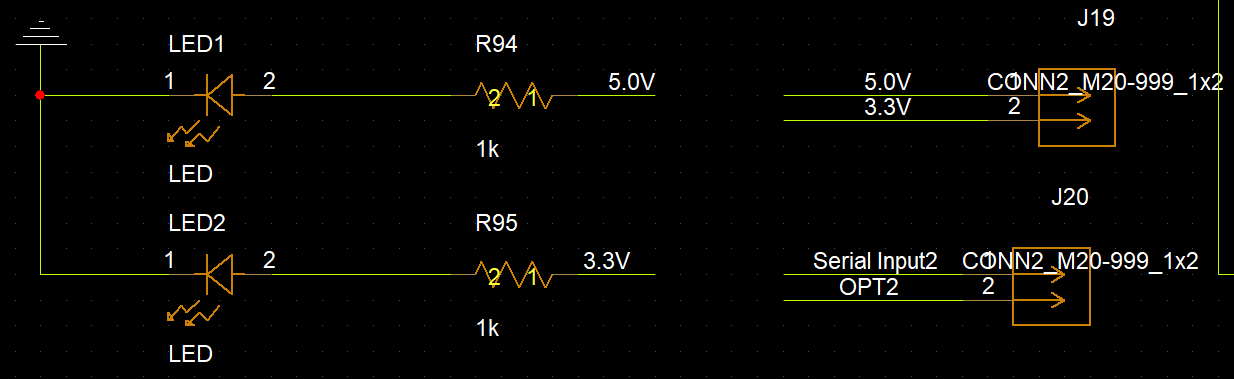 J19
LED1
R94
1
2
5.0V
5.0V
1
CONN2_M20-999_1x2
2
1
3.3V
2
1k
LED
J20
LED2
R95
1
2
3.3V
Serial Input2
1
CONN2_M20-999_1x2
2
1
OPT2
2
1k
LED